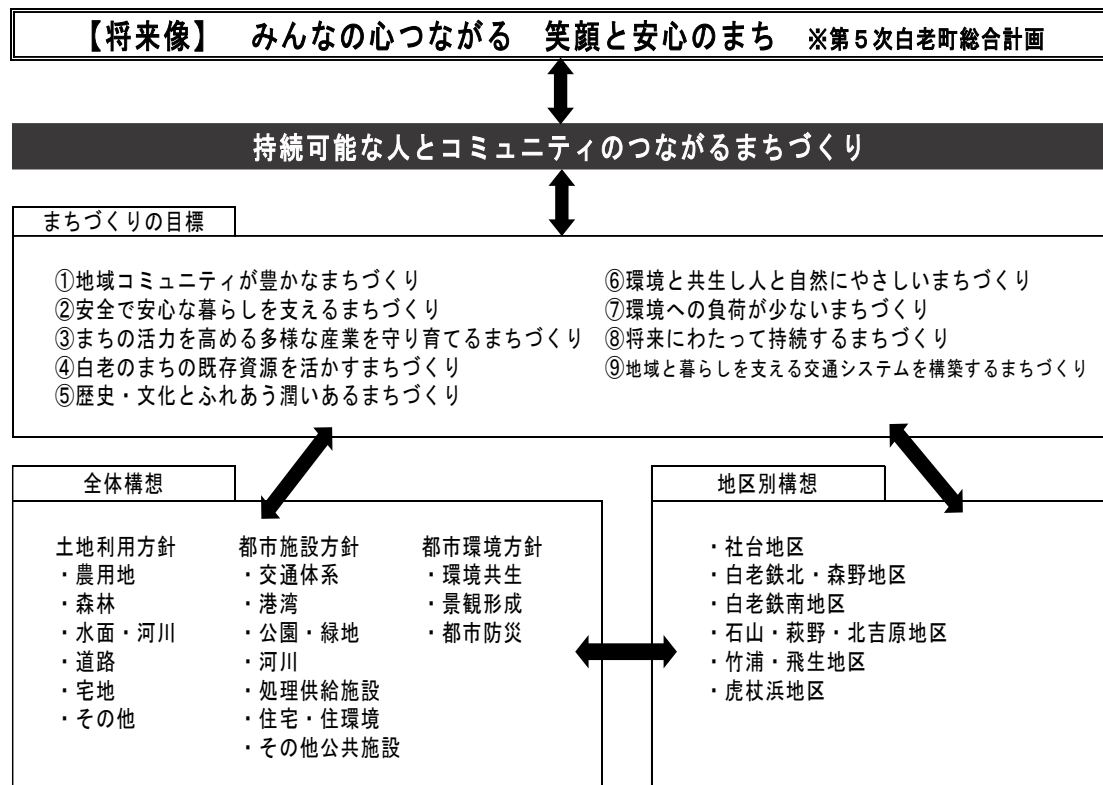 【将来像】 みんなの心つながる 笑顔と安心のまち ※第5次白老町総合計画
持続可能な人とコミュニティのつながるまちづくり
まちづくりの目標
①地域コミュニティが豊かなまちづくり
②安全で安心な暮らしを支えるまちづくり
③まちの活力を高める多様な産業を守り育てるまちづくり
④白老のまちの既存資源を活かすまちづくり
⑤歴史・文化とふれあう潤いあるまちづくり
⑥環境と共生し人と自然にやさしいまちづくり
⑦環境への負荷が少ないまちづくり
⑧将来にわたって持続するまちづくり
⑨地域と暮らしを支える交通システムを構築するまちづくり
全体構想
土地利用方針
・農用地
・森林
・水面・河川
・道路
・宅地
・その他
都市施設方針
・交通体系
・港湾
・公園・緑地
・河川
・処理供給施設
・住宅・住環境
・その他公共施設
都市環境方針
・環境共生
・景観形成
・都市防災
地区別構想
・社台地区
・白老鉄北・森野地区
・白老鉄南地区
・石山・萩野・北吉原地区
・竹浦・飛生地区
・虎杖浜地区